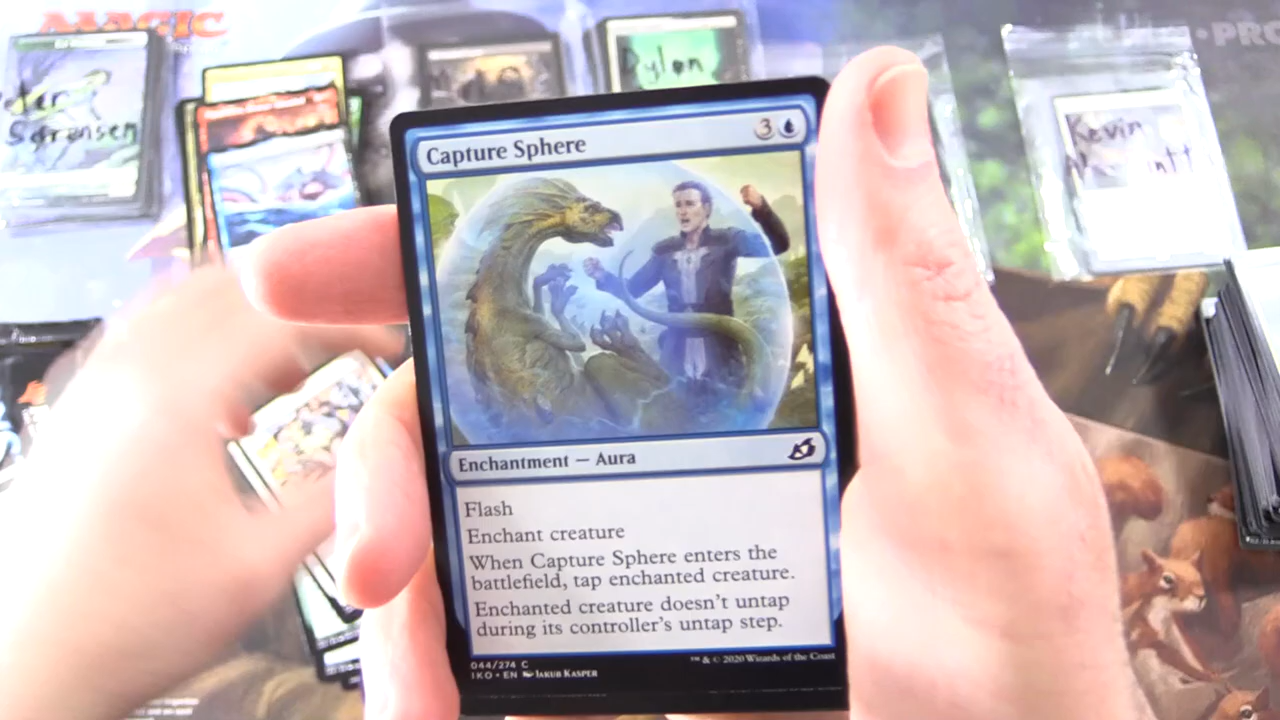 MAGIC
Dylan
Sorensen
Kevin
PRO
Capture Sphere
3
Enchantment — Aura
Flash
Enchant creature
When Capture Sphere enters the
battlefield, tap enchanted creature.
Enchanted creature doesn't untap
during its controller's untap step.
044/274 C
IKO • EN Jakub Kasper
™ & © 2020 Wizards of the Coast